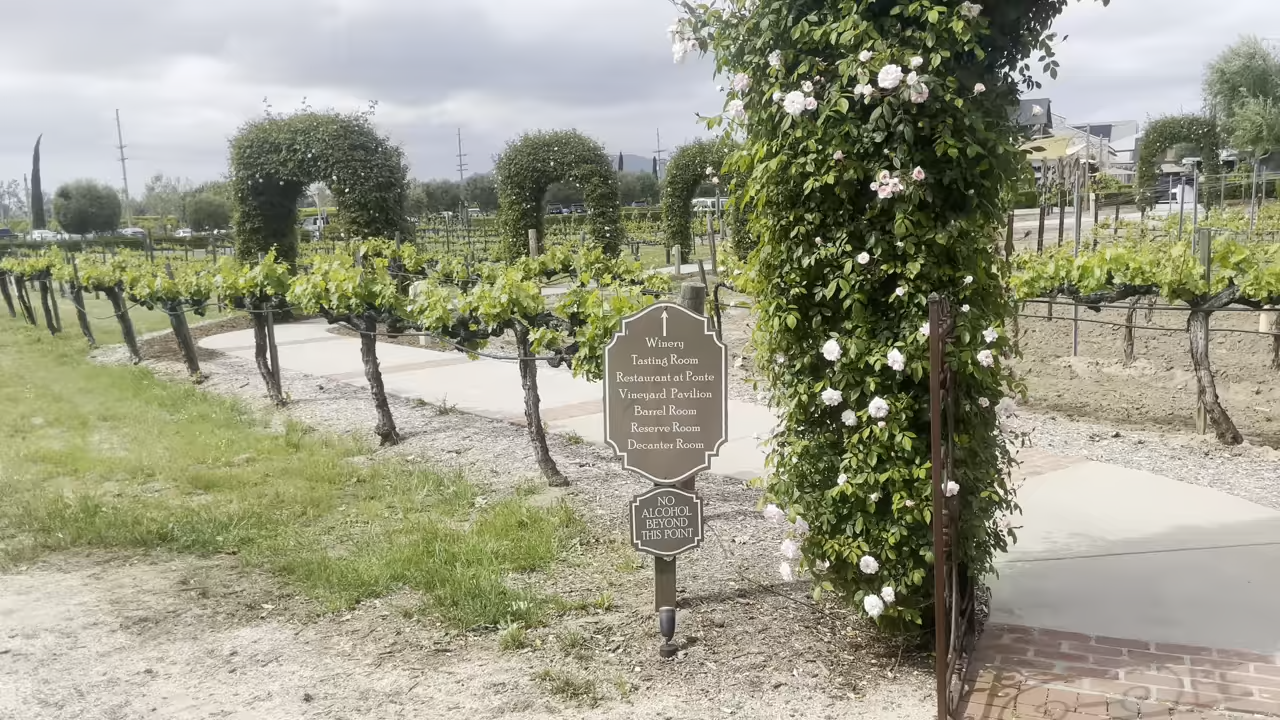 Winery
Tasting Room
Restaurant at Ponte
Vineyard Pavilion
Barrel Room
Reserve Room
Decanter Room
NO
ALCOHOL
BEYOND
THIS POINT